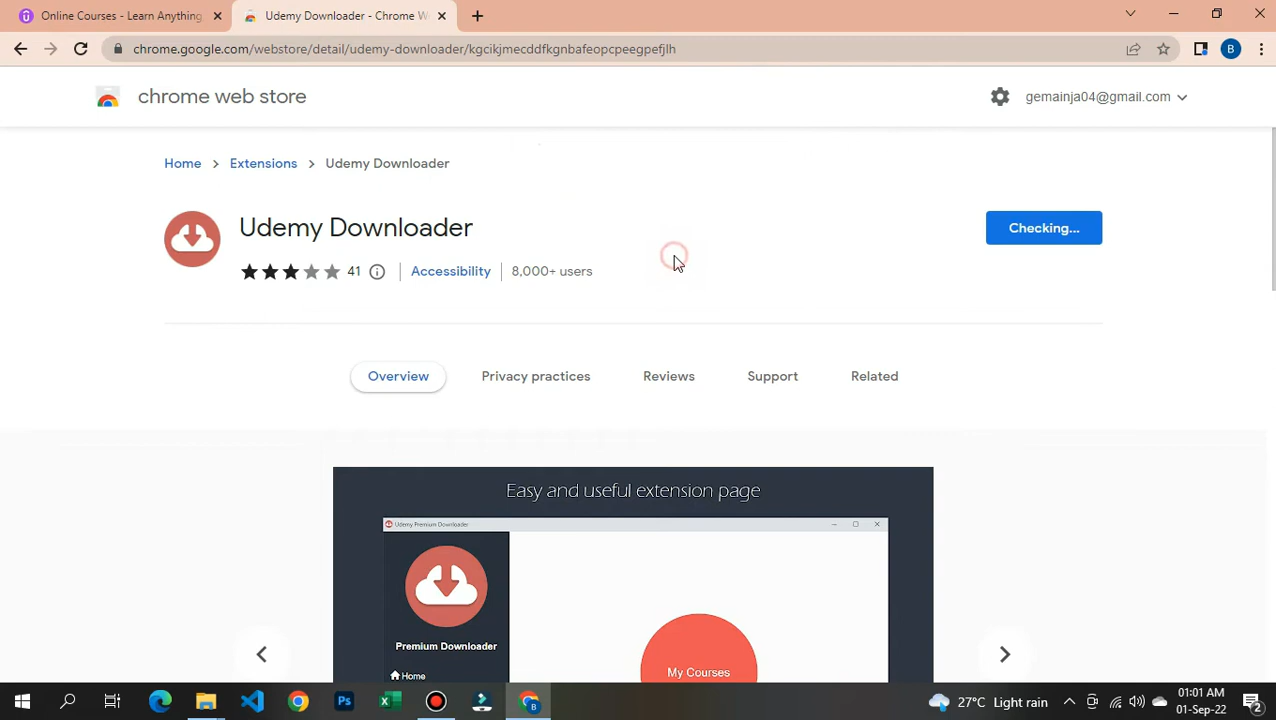 Online Courses - Learn Anything
Udemy Downloader - Chrome W
chrome.google.com/webstore/detail/udemy-downloader/kgcikjmecddfkgnbafeopcpeegpefjlh
B
chrome web store
gemainja04@gmail.com
Home > Extensions > Udemy Downloader
Udemy Downloader
Checking...
41
Accessibility
8,000+ users
Overview
Privacy practices
Reviews
Support
Related
Easy and useful extension page
Udemy Premium Downloader
Premium Downloader
My Courses
Home
Ps
B
27°C Light rain
01:01 AM
01-Sep-22
2